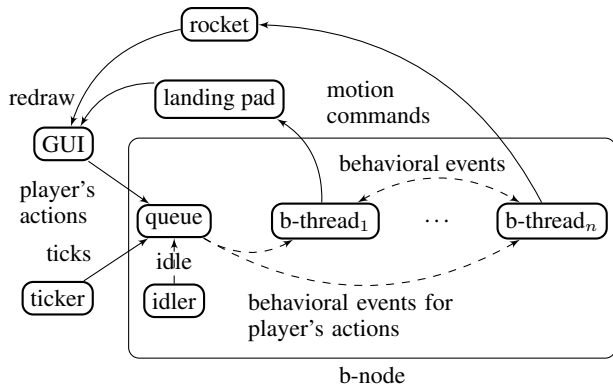 rocket
redraw
landing pad
motion
commands
GUI
behavioral events
player's
actions
queue
b-thread₁
···
b-threadₙ
ticks
idle
ticker
idler
behavioral events for
player's actions
b-node